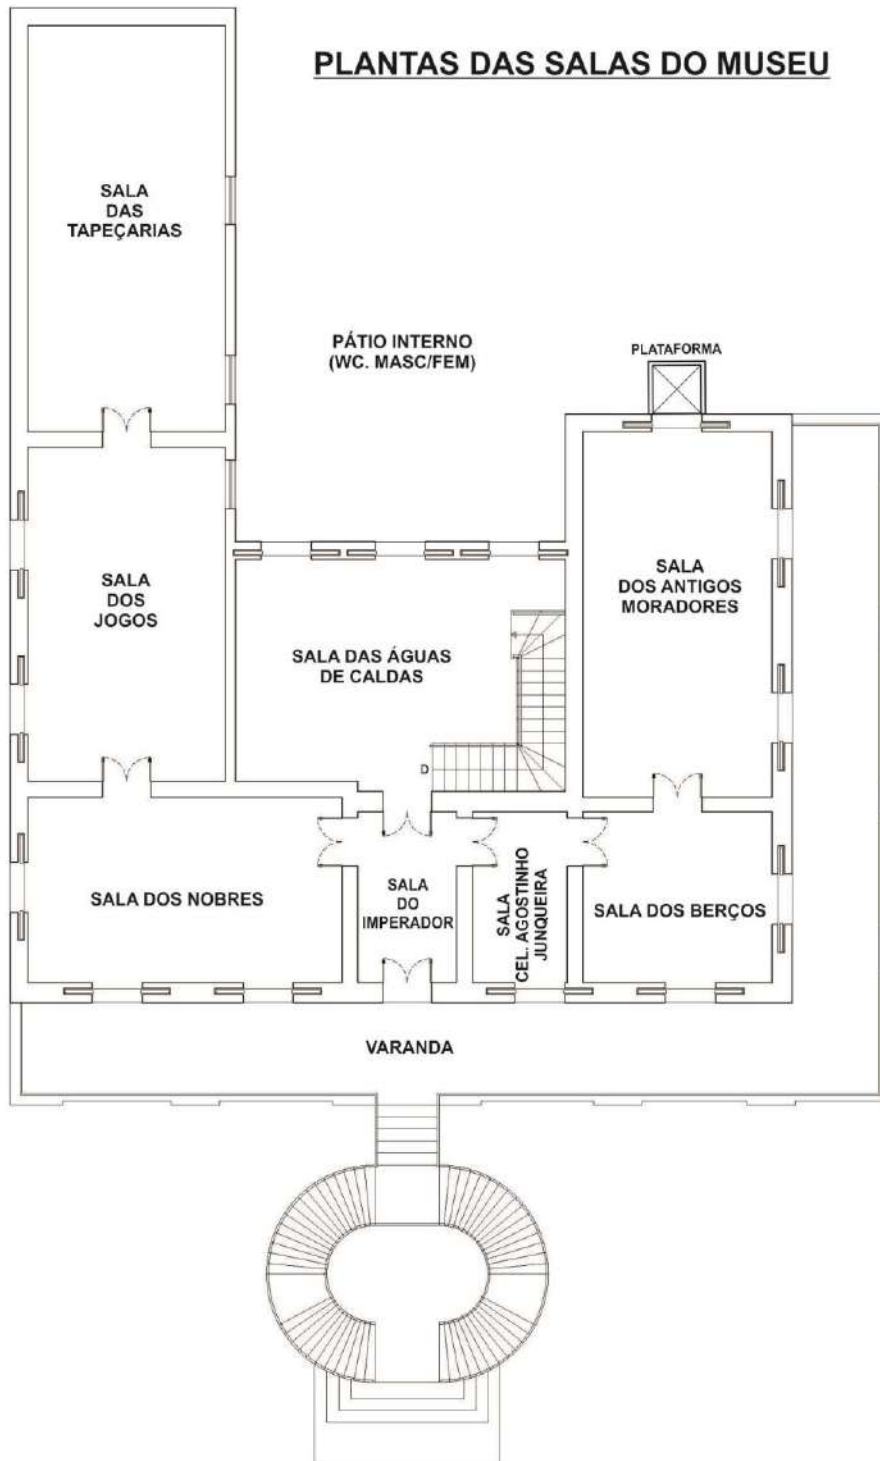 PLANTAS DAS SALAS DO MUSEU
SALA
DAS
TAPEÇARIAS
PÁTIO INTERNO
(WC. MASC/FEM)
PLATAFORMA
SALA
DOS
JOGOS
SALA DAS ÁGUAS
DE CALDAS
SALA
DOS ANTIGOS
MORADORES
D
SALA DOS NOBRES
SALA
DO
IMPERADOR
SALA
CEL. AGOSTINHO
JUNQUEIRA
SALA DOS BERÇOS
VARANDA